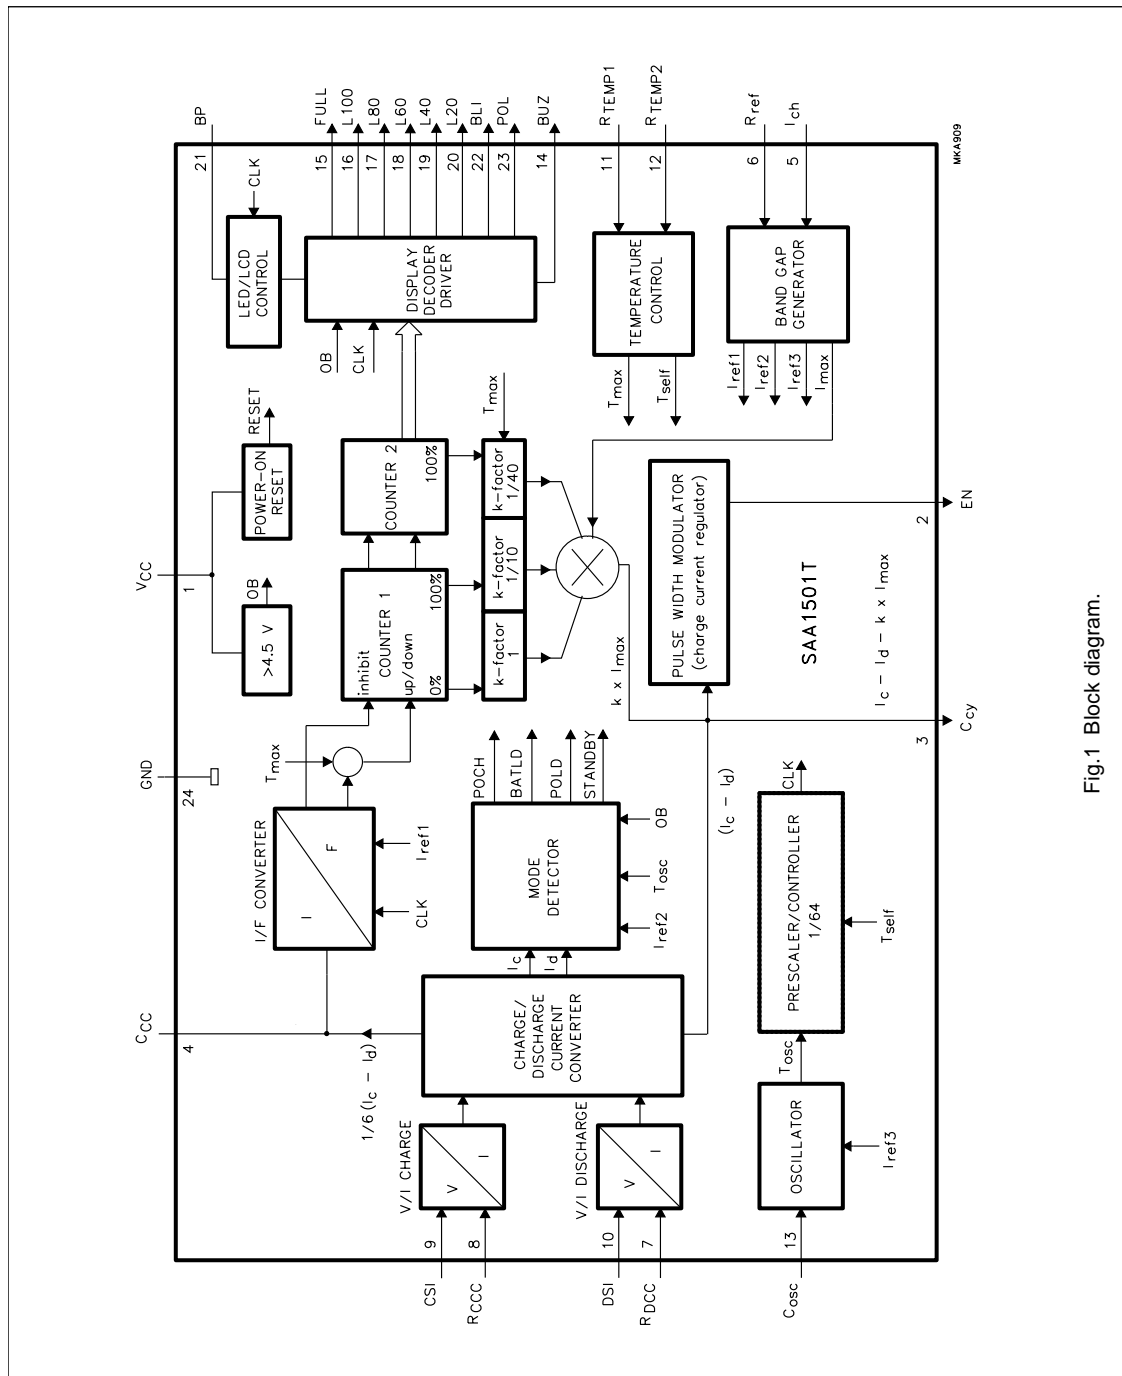 BP
21
FULL
15
L100
16
L80
17
L60
18
L40
19
L20
20
BLI
22
POL
23
BUZ
14
RTEMP1
11
RTEMP2
12
Rref
6
Ich
5
MKA909
CLK
LED/LCD
CONTROL
DISPLAY
DECODER
DRIVER
OB
CLK
TEMPERATURE
CONTROL
Tmax
Tself
BAND GAP
GENERATOR
Iref1
Iref2
Iref3
Imax
VCC
1
RESET
POWER-ON
RESET
OB
>4.5 V
COUNTER 2
100%
inhibit
COUNTER 1
up/down
0%
100%
Tmax
k-factor
1/40
k-factor
1/10
k-factor
1
k x Imax
PULSE WIDTH MODULATOR
(charge current regulator)
SAA1501T
EN
2
Ic - Id - k x Imax
Ccy
3
GND
24
Tmax
I/F CONVERTER
I
F
Iref1
CLK
POCH
BATLD
POLD
STANDBY
MODE
DETECTOR
OB
Tosc
Iref2
Ic
Id
(Ic - Id)
CCC
4
1/6 (Ic - Id)
CHARGE/
DISCHARGE
CURRENT
CONVERTER
V/I CHARGE
V
I
V/I DISCHARGE
V
I
CSI
9
RCCC
8
DSI
10
RDCC
7
Cosc
13
OSCILLATOR
Iref3
Tosc
PRESCALER/CONTROLLER
1/64
CLK
Tself
Fig.1 Block diagram.